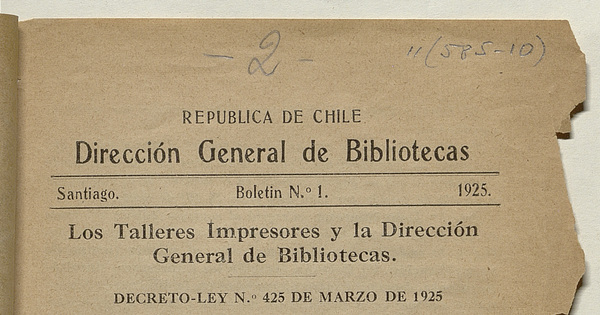 - 2 -
"(585-10)
REPUBLICA DE CHILE
Dirección General de Bibliotecas
Santiago. Boletin N.º 1. 1925.
Los Talleres Impresores y la Dirección
General de Bibliotecas.
DECRETO-LEY N.º 425 DE MARZO DE 1925